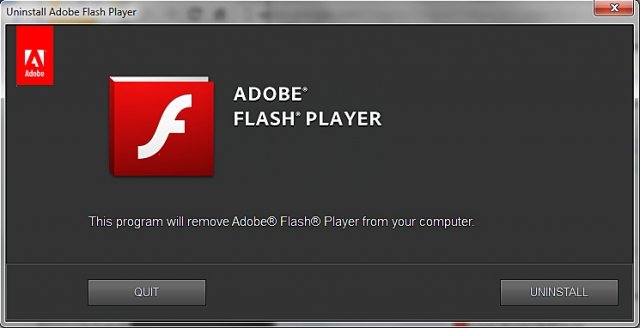 Uninstall Adobe Flash Player
Adobe
ADOBE®
FLASH® PLAYER
This program will remove Adobe® Flash® Player from your computer.
QUIT
UNINSTALL